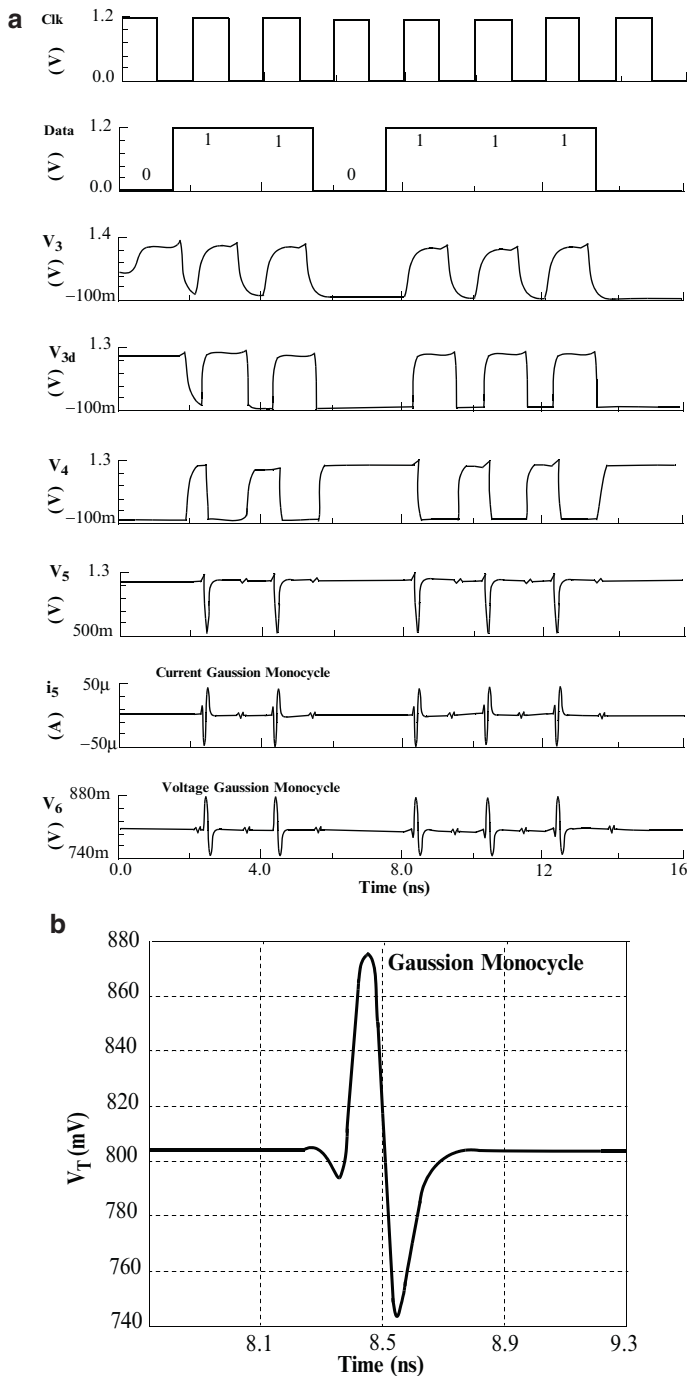 a
Clk
(V)
1.2
0.0
Data
(V)
1.2
0.0
0 1 1 0 1 1 1
V3
(V)
1.4
−100m
V3d
(V)
1.3
−100m
V4
(V)
1.3
−100m
V5
(V)
1.3
500m
Current Gaussion Monocycle
i5
(A)
50μ
−50μ
Voltage Gaussion Monocycle
V6
(V)
880m
740m
0.0 4.0 8.0 12 16
Time (ns)
b
Gaussion Monocycle
VT (mV)
880
860
840
820
800
780
760
740
8.1 8.5 8.9 9.3
Time (ns)